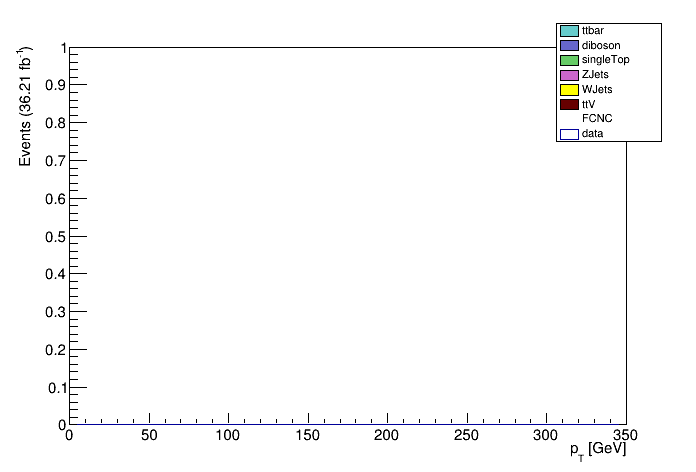 ttbar
diboson
singleTop
ZJets
WJets
ttV
FCNC
data
Events (36.21 fb⁻¹)
1
0.9
0.8
0.7
0.6
0.5
0.4
0.3
0.2
0.1
0
0 50 100 150 200 250 300 350
p_T [GeV]